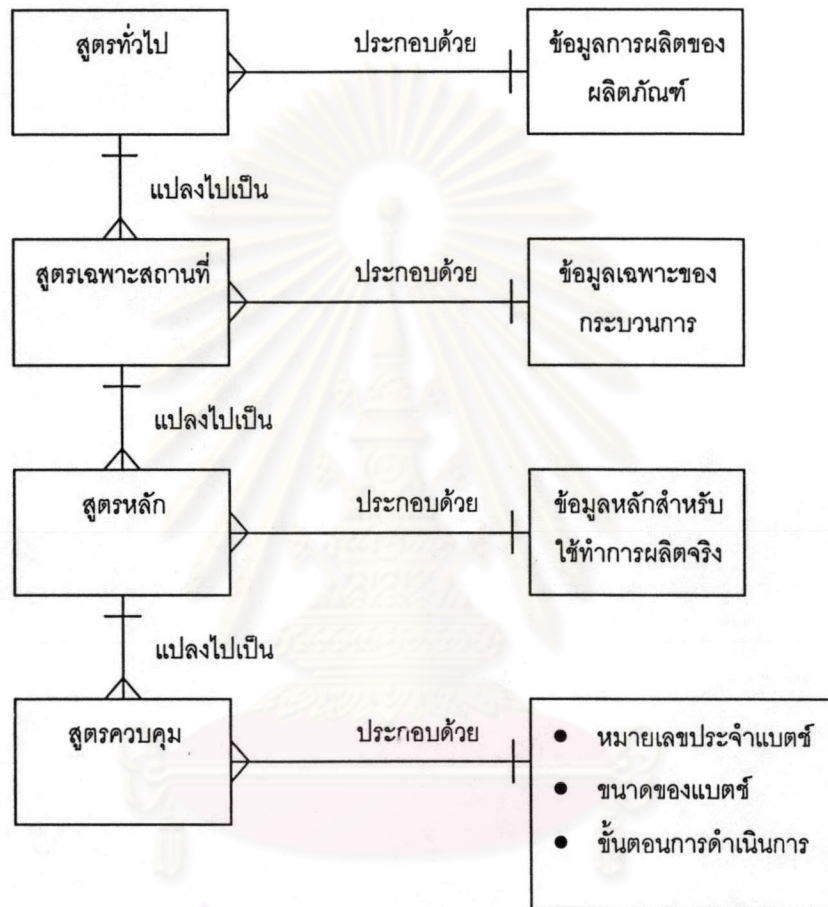 สูตรทั่วไป
ประกอบด้วย
ข้อมูลการผลิตของ
ผลิตภัณฑ์
แปลงไปเป็น
สูตรเฉพาะสถานที่
ประกอบด้วย
ข้อมูลเฉพาะของ
กระบวนการ
แปลงไปเป็น
สูตรหลัก
ประกอบด้วย
ข้อมูลหลักสำหรับ
ใช้ทำการผลิตจริง
แปลงไปเป็น
สูตรควบคุม
ประกอบด้วย
● หมายเลขประจำแบตช์
● ขนาดของแบตช์
● ขั้นตอนการดำเนินการ